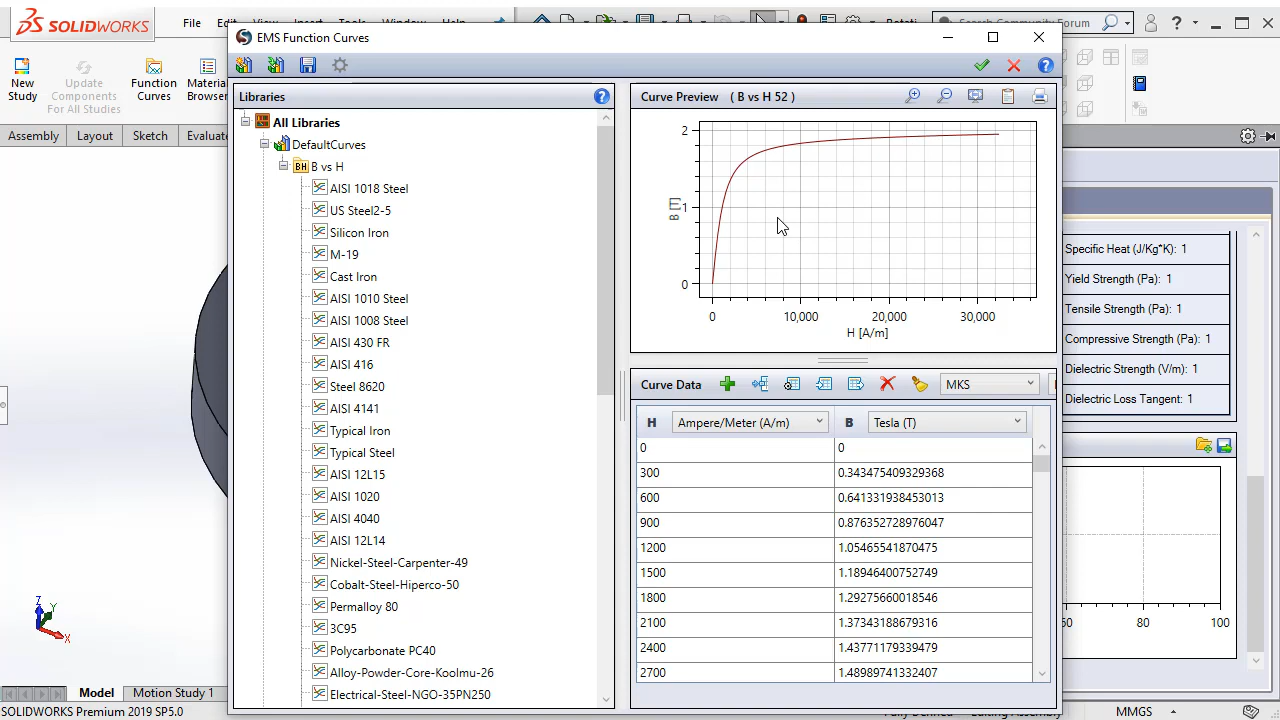 SOLIDWORKS
File
Window
Search Community Forum
EMS Function Curves
New Study
Update Components For All Studies
Function Curves
Material Browser
Assembly
Layout
Sketch
Evaluate
Libraries
All Libraries
DefaultCurves
BH B vs H
AISI 1018 Steel
US Steel2-5
Silicon Iron
M-19
Cast Iron
AISI 1010 Steel
AISI 1008 Steel
AISI 430 FR
AISI 416
Steel 8620
AISI 4141
Typical Iron
Typical Steel
AISI 12L15
AISI 1020
AISI 4040
AISI 12L14
Nickel-Steel-Carpenter-49
Cobalt-Steel-Hiperco-50
Permalloy 80
3C95
Polycarbonate PC40
Alloy-Powder-Core-Koolmu-26
Electrical-Steel-NGO-35PN250
Curve Preview ( B vs H 52 )
2
1
0
B [T]
0 10,000 20,000 30,000
H [A/m]
Curve Data MKS
H Ampere/Meter (A/m) B Tesla (T)
0 0
300 0.343475409329368
600 0.641331938453013
900 0.876352728976047
1200 1.05465541870475
1500 1.18946400752749
1800 1.29275660018546
2100 1.37343188679316
2400 1.43771179339479
2700 1.48989741332407
Specific Heat (J/Kg*K): 1
Yield Strength (Pa): 1
Tensile Strength (Pa): 1
Compressive Strength (Pa): 1
Dielectric Strength (V/m): 1
Dielectric Loss Tangent: 1
80 100
Z
Y
X
Model
Motion Study 1
SOLIDWORKS Premium 2019 SP5.0
MMGS